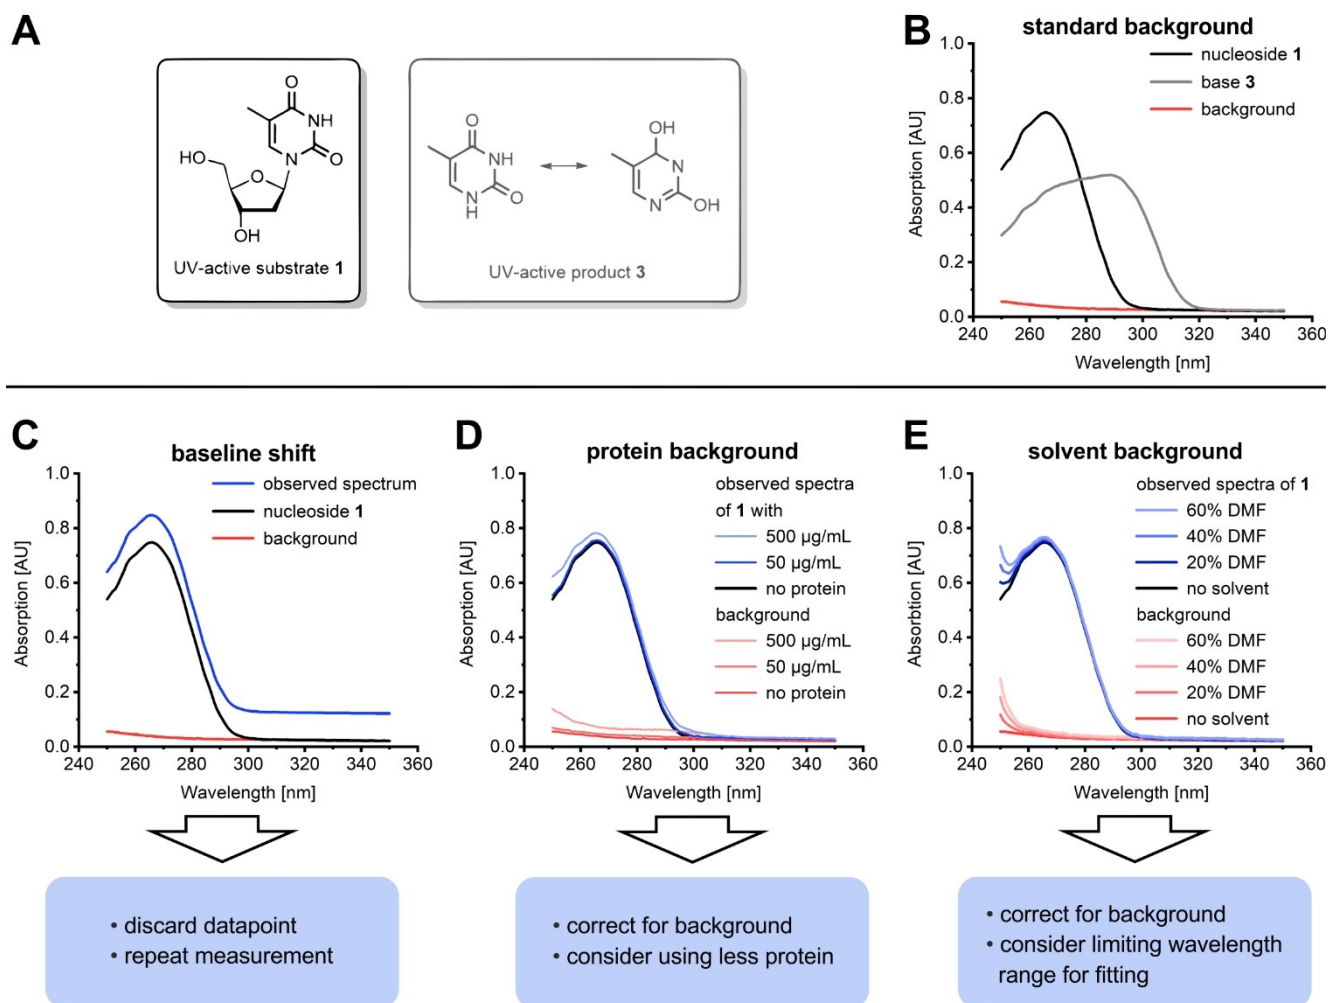 A
O
NH
N
O
HO
O
OH
UV-active substrate 1
O
NH
N
H
O
OH
N
N
OH
UV-active product 3
B
standard background
nucleoside 1
base 3
background
Absorption [AU]
1.0
0.8
0.6
0.4
0.2
0.0
240 260 280 300 320 340 360
Wavelength [nm]
C
baseline shift
observed spectrum
nucleoside 1
background
Absorption [AU]
1.0
0.8
0.6
0.4
0.2
0.0
240 260 280 300 320 340 360
Wavelength [nm]
• discard datapoint
• repeat measurement
D
protein background
observed spectra
of 1 with
500 µg/mL
50 µg/mL
no protein
background
500 µg/mL
50 µg/mL
no protein
Absorption [AU]
1.0
0.8
0.6
0.4
0.2
0.0
240 260 280 300 320 340 360
Wavelength [nm]
• correct for background
• consider using less protein
E
solvent background
observed spectra of 1
60% DMF
40% DMF
20% DMF
no solvent
background
60% DMF
40% DMF
20% DMF
no solvent
Absorbtion [AU]
1.0
0.8
0.6
0.4
0.2
0.0
240 260 280 300 320 340 360
Wavelength [nm]
• correct for background
• consider limiting wavelength
range for fitting